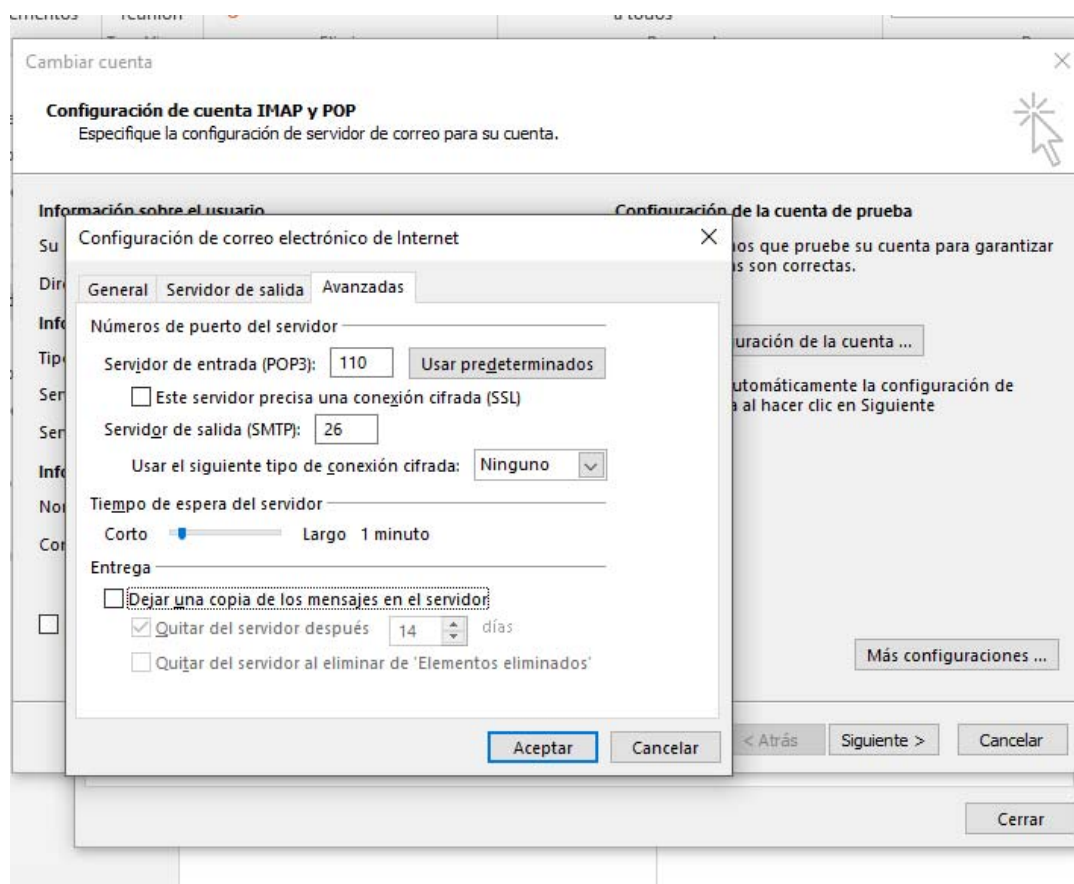 a todos
Cambiar cuenta
Configuración de cuenta IMAP y POP
Especifique la configuración de servidor de correo para su cuenta.
Información sobre el usuario
Configuración de la cuenta de prueba
Su
que pruebe su cuenta para garantizar
son correctas.
Configuración de correo electrónico de Internet
General Servidor de salida Avanzadas
Números de puerto del servidor
Servidor de entrada (POP3): 110 Usar predeterminados
de la cuenta ...
Este servidor precisa una conexión cifrada (SSL)
la configuración de
al hacer clic en Siguiente
Servidor de salida (SMTP): 26
Usar el siguiente tipo de conexión cifrada: Ninguno
Tiempo de espera del servidor
Corto Largo 1 minuto
Entrega
Dejar una copia de los mensajes en el servidor
Quitar del servidor después 14 días
Quitar del servidor al eliminar de 'Elementos eliminados'
Más configuraciones ...
Aceptar Cancelar
< Atrás Siguiente > Cancelar
Cerrar